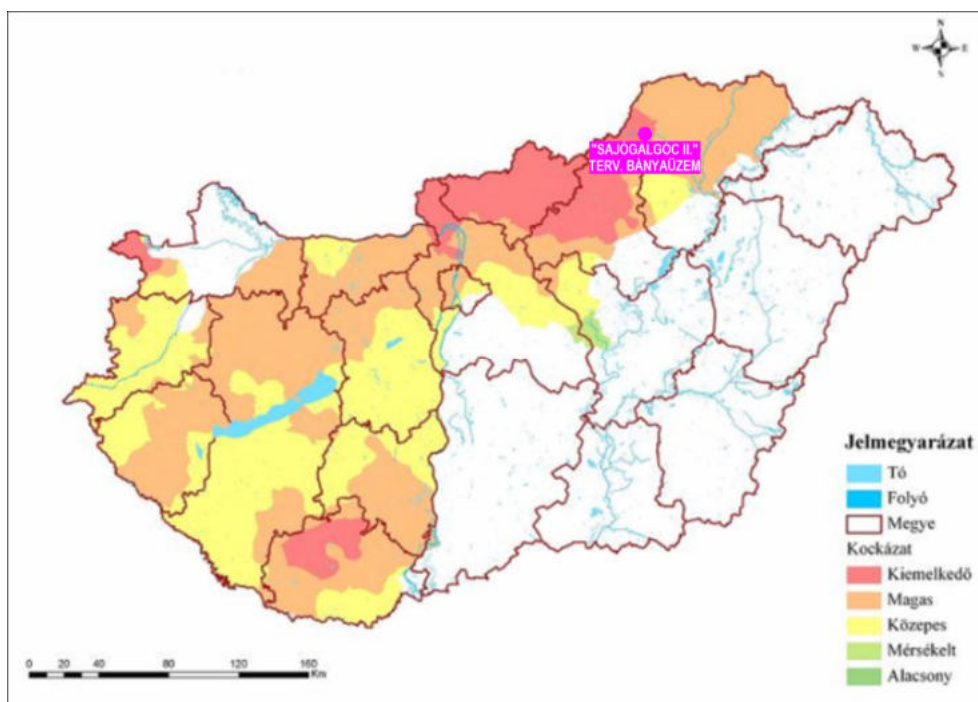 N
W E
S
"SAJÓGALGÓC II."
TERV. BÁNYAÜZEM
Jelmegyarázat
Tó
Folyó
Megye
Kockázat
Kiemelkedő
Magas
Közepes
Mérsékelt
Alacsony
0 20 40 80 120 160
Km